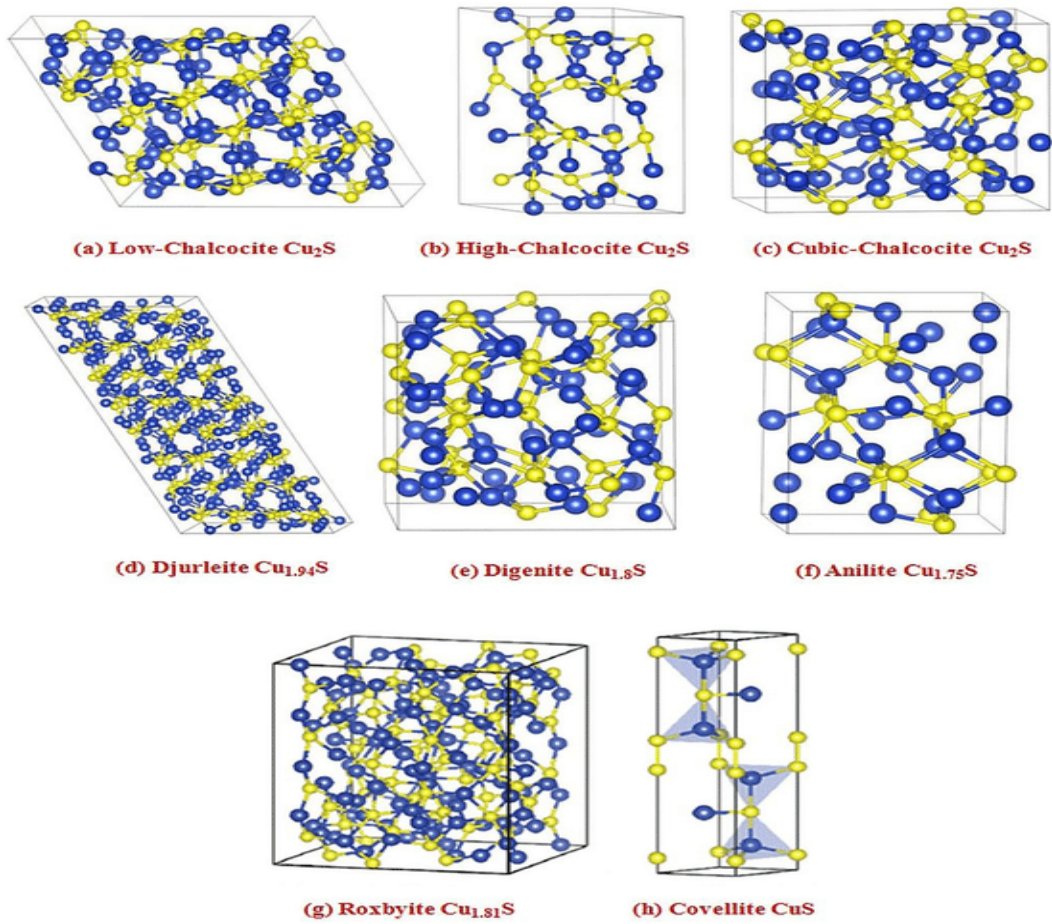 (a) Low-Chalcocite Cu₂S
(b) High-Chalcocite Cu₂S
(c) Cubic-Chalcocite Cu₂S
(d) Djurleite Cu₁.₉₄S
(e) Digenite Cu₁.₈S
(f) Anilite Cu₁.₇₅S
(g) Roxbyite Cu₁.₈₁S
(h) Covellite CuS